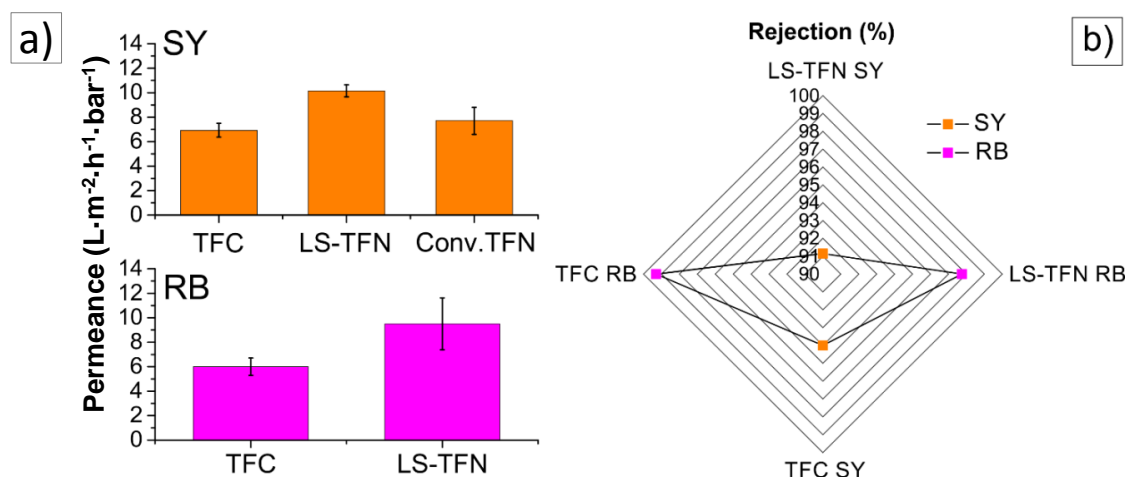 a)
Permeance (L·m⁻²·h⁻¹·bar⁻¹)
SY
14
12
10
8
6
4
2
0
TFC LS-TFN Conv.TFN
RB
14
12
10
8
6
4
2
0
TFC LS-TFN
b)
Rejection (%)
LS-TFN SY
100
99
98
97
96
95
94
93
92
91
90
SY
RB
TFC RB
LS-TFN RB
TFC SY